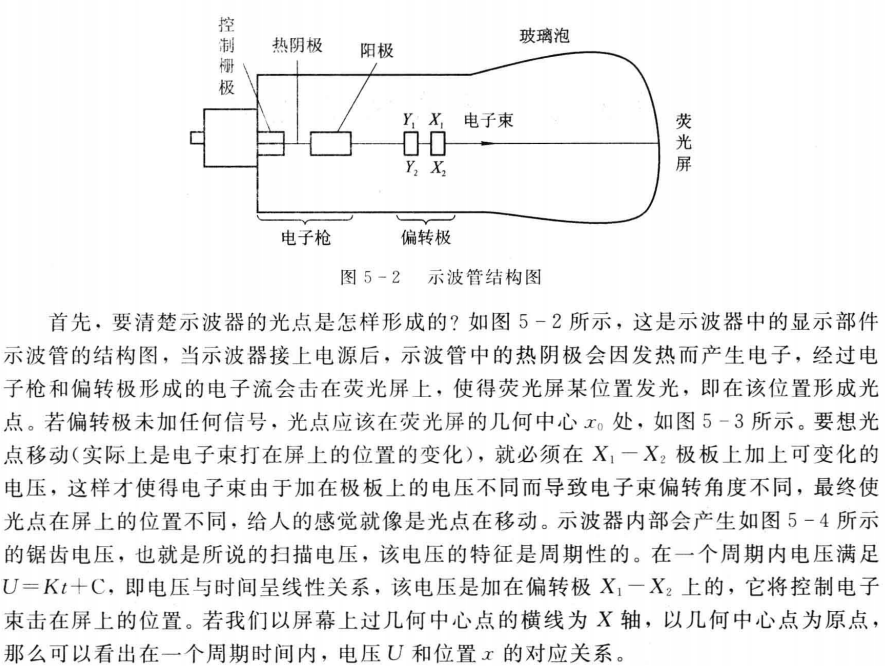 控制栅极
热阴极
阳极
玻璃泡
Y₁ X₁
电子束
Y₂ X₂
荧光屏
电子枪
偏转极
图 5-2 示波管结构图
首先，要清楚示波器的光点是怎样形成的？如图 5-2 所示，这是示波器中的显示部件
示波管的结构图，当示波器接上电源后，示波管中的热阴极会因发热而产生电子，经过电
子枪和偏转极形成的电子流会击在荧光屏上，使得荧光屏某位置发光，即在该位置形成光
点。若偏转极未加任何信号，光点应该在荧光屏的几何中心 x₀ 处，如图 5-3 所示。要想光
点移动(实际上是电子束打在屏上的位置的变化)，就必须在 X₁－X₂ 极板上加上可变化的
电压，这样才使得电子束由于加在极板上的电压不同而导致电子束偏转角度不同，最终使
光点在屏上的位置不同，给人的感觉就像是光点在移动。示波器内部会产生如图 5-4 所示
的锯齿电压，也就是所说的扫描电压，该电压的特征是周期性的。在一个周期内电压满足
U＝Kt＋C，即电压与时间呈线性关系，该电压是加在偏转极 X₁－X₂ 上的，它将控制电子
束击在屏上的位置。若我们以屏幕上过几何中心点的横线为 X 轴，以几何中心点为原点，
那么可以看出在一个周期时间内，电压 U 和位置 x 的对应关系。